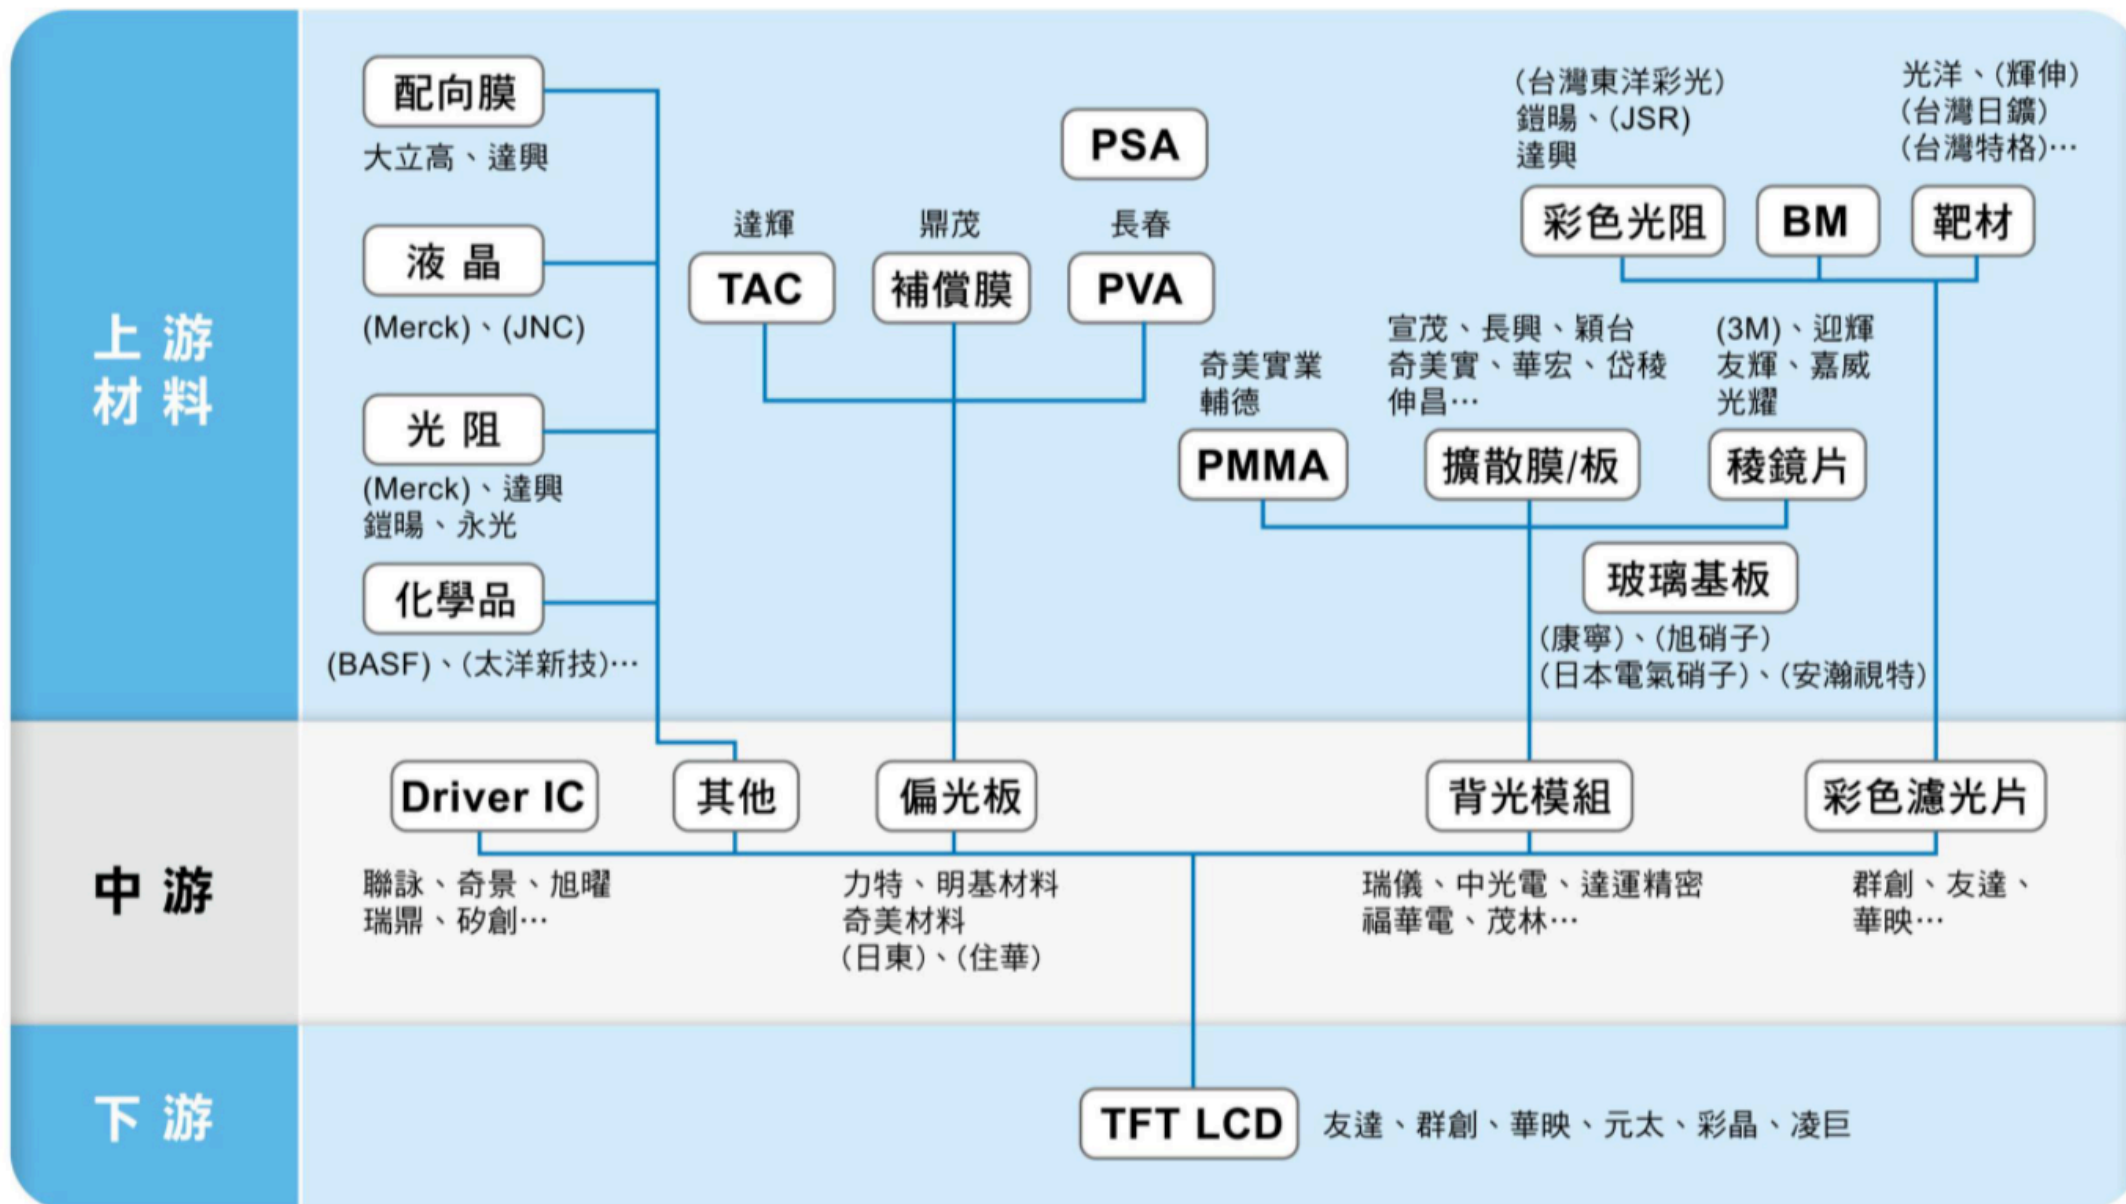 上游
材料
配向膜
大立高、達興
液晶
(Merck)、(JNC)
光阻
(Merck)、達興
鎧暘、永光
化學品
(BASF)、(太洋新技)…
PSA
達輝
TAC
鼎茂
補償膜
長春
PVA
(台灣東洋彩光)
鎧暘、(JSR)
達興
彩色光阻
BM
光洋、(輝伸)
(台灣日鑛)
(台灣特格)…
靶材
奇美實業
輔德
PMMA
宣茂、長興、穎台
奇美實、華宏、岱稜
伸昌…
擴散膜/板
(3M)、迎輝
友輝、嘉威
光耀
稜鏡片
玻璃基板
(康寧)、(旭硝子)
(日本電氣硝子)、(安瀚視特)
中游
Driver IC
聯詠、奇景、旭曜
瑞鼎、矽創…
其他
偏光板
力特、明基材料
奇美材料
(日東)、(住華)
背光模組
瑞儀、中光電、達運精密
福華電、茂林…
彩色濾光片
群創、友達、
華映…
下游
TFT LCD
友達、群創、華映、元太、彩晶、凌巨